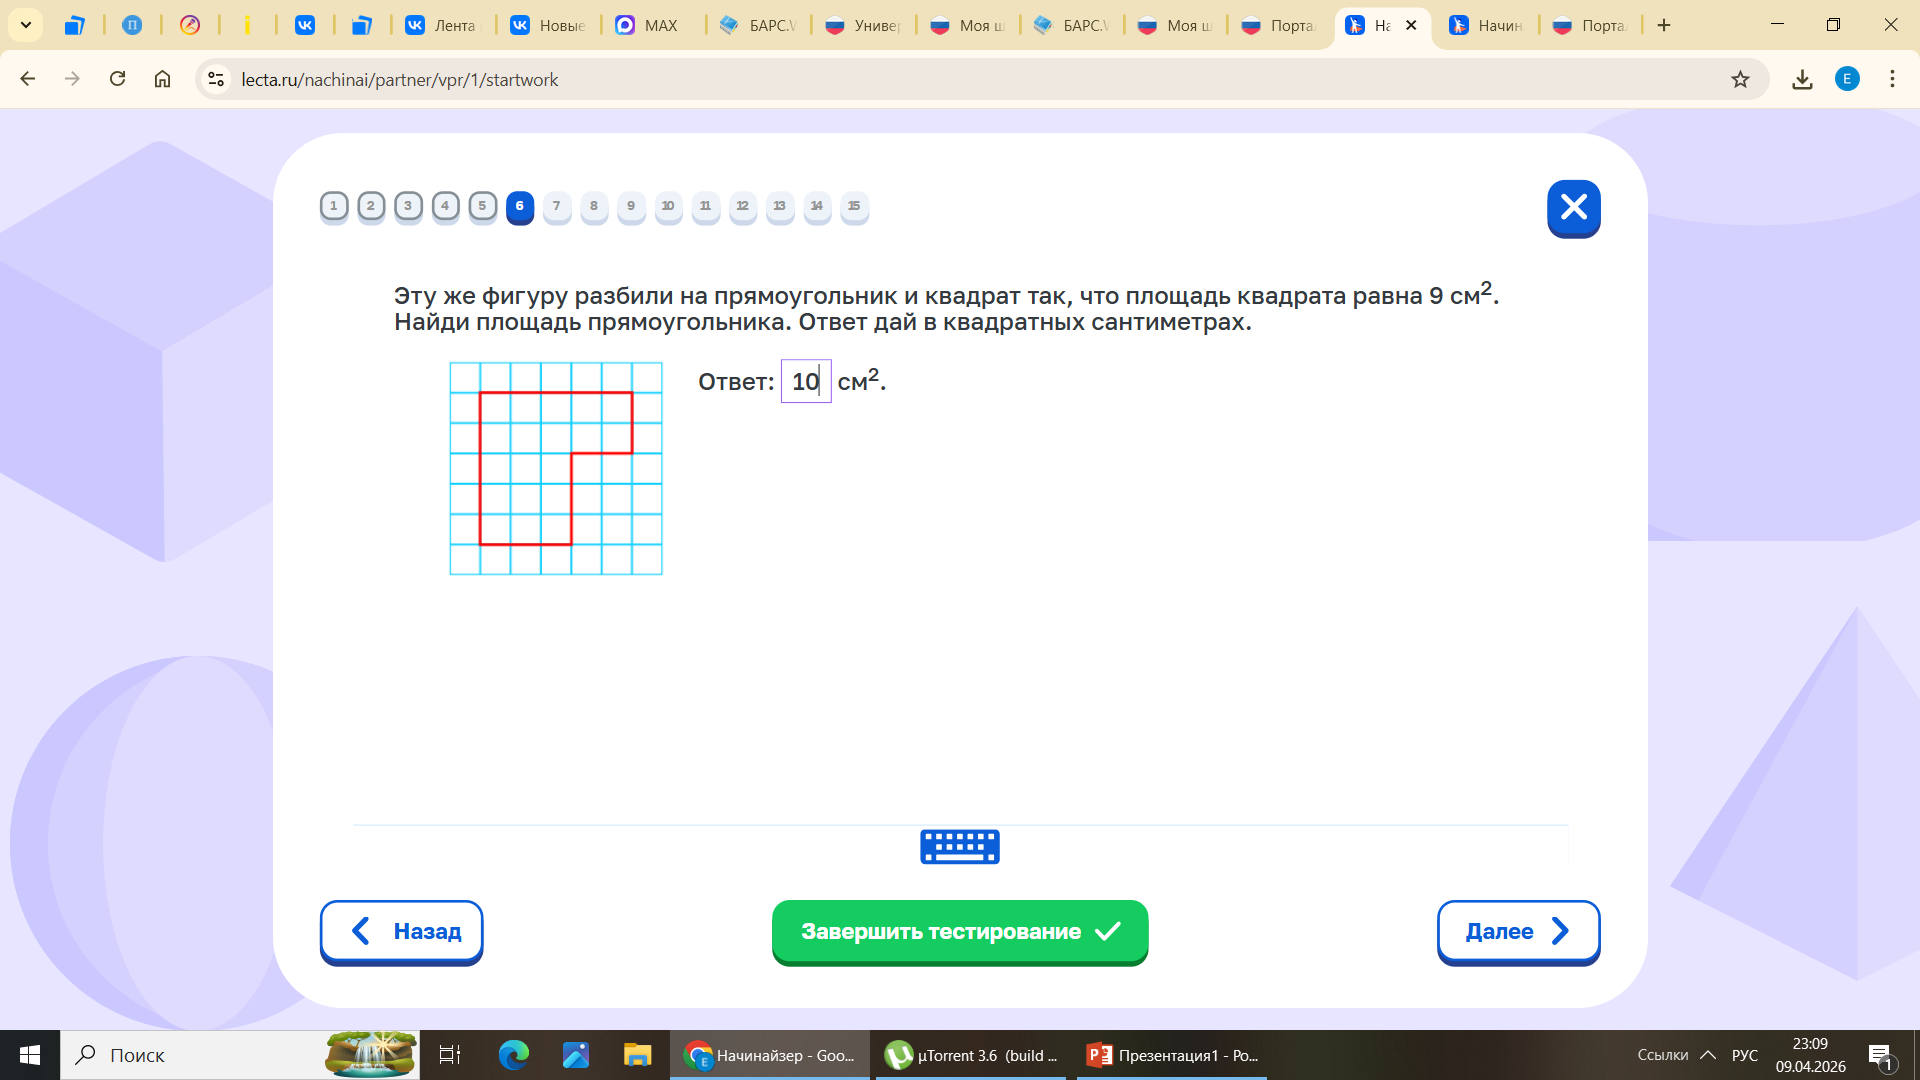 Лента
Новые
MAX
БАРС.W
Универ
Моя ш
БАРС.W
Моя ш
Порта
На
Начин
Порта
lecta.ru/nachinai/partner/vpr/1/startwork
E
1 2 3 4 5 6 7 8 9 10 11 12 13 14 15
Эту же фигуру разбили на прямоугольник и квадрат так, что площадь квадрата равна 9 см².
Найди площадь прямоугольника. Ответ дай в квадратных сантиметрах.
Ответ: 10 см².
Назад
Завершить тестирование
Далее
Поиск
Начинайзер - Goo...
µTorrent 3.6 (build ...
Презентация1 - Po...
Ссылки
РУС
23:09
09.04.2026
1